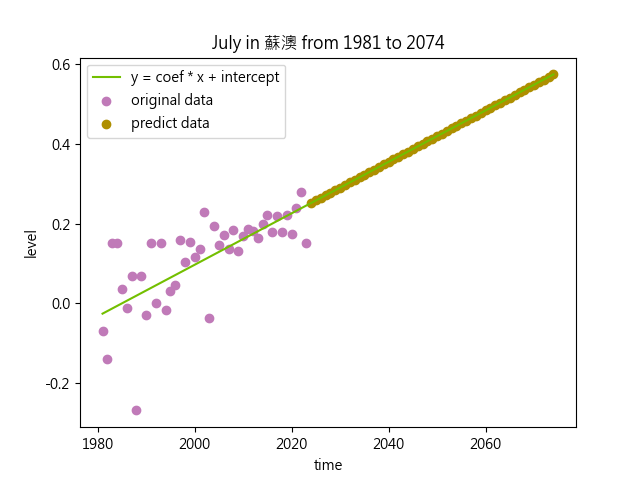 July in 蘇澳 from 1981 to 2074
y = coef * x + intercept
original data
predict data
level
0.6
0.4
0.2
0.0
-0.2
1980 2000 2020 2040 2060
time